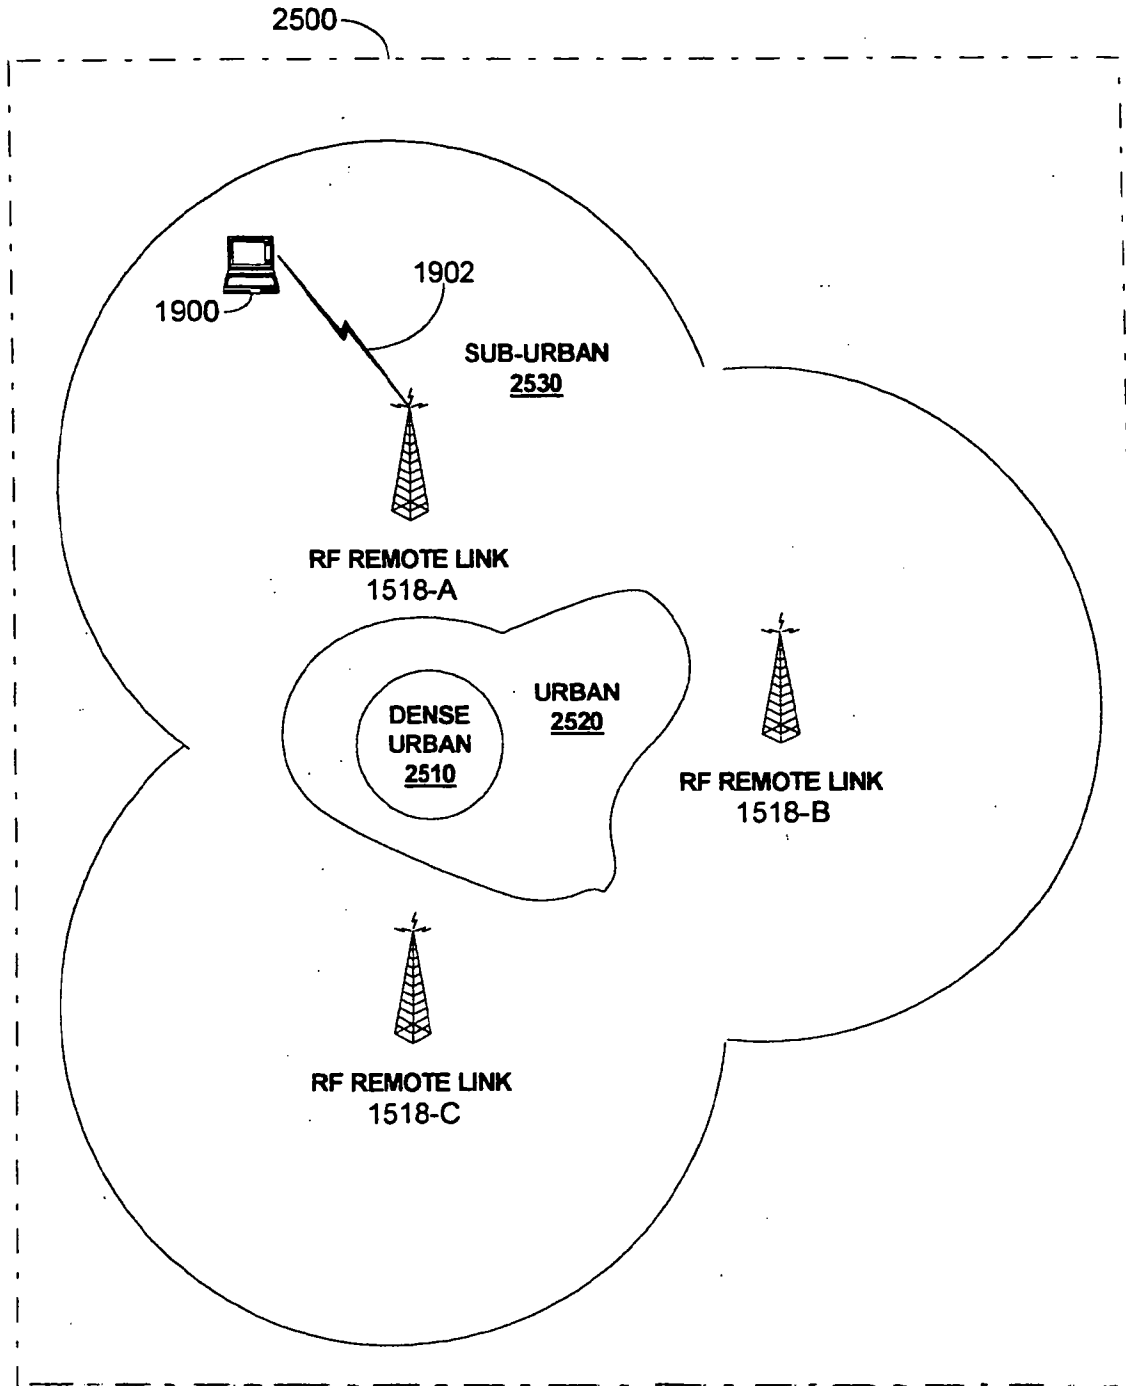 2500
1900
1902
SUB-URBAN
2530
RF REMOTE LINK
1518-A
URBAN
2520
DENSE
URBAN
2510
RF REMOTE LINK
1518-B
RF REMOTE LINK
1518-C